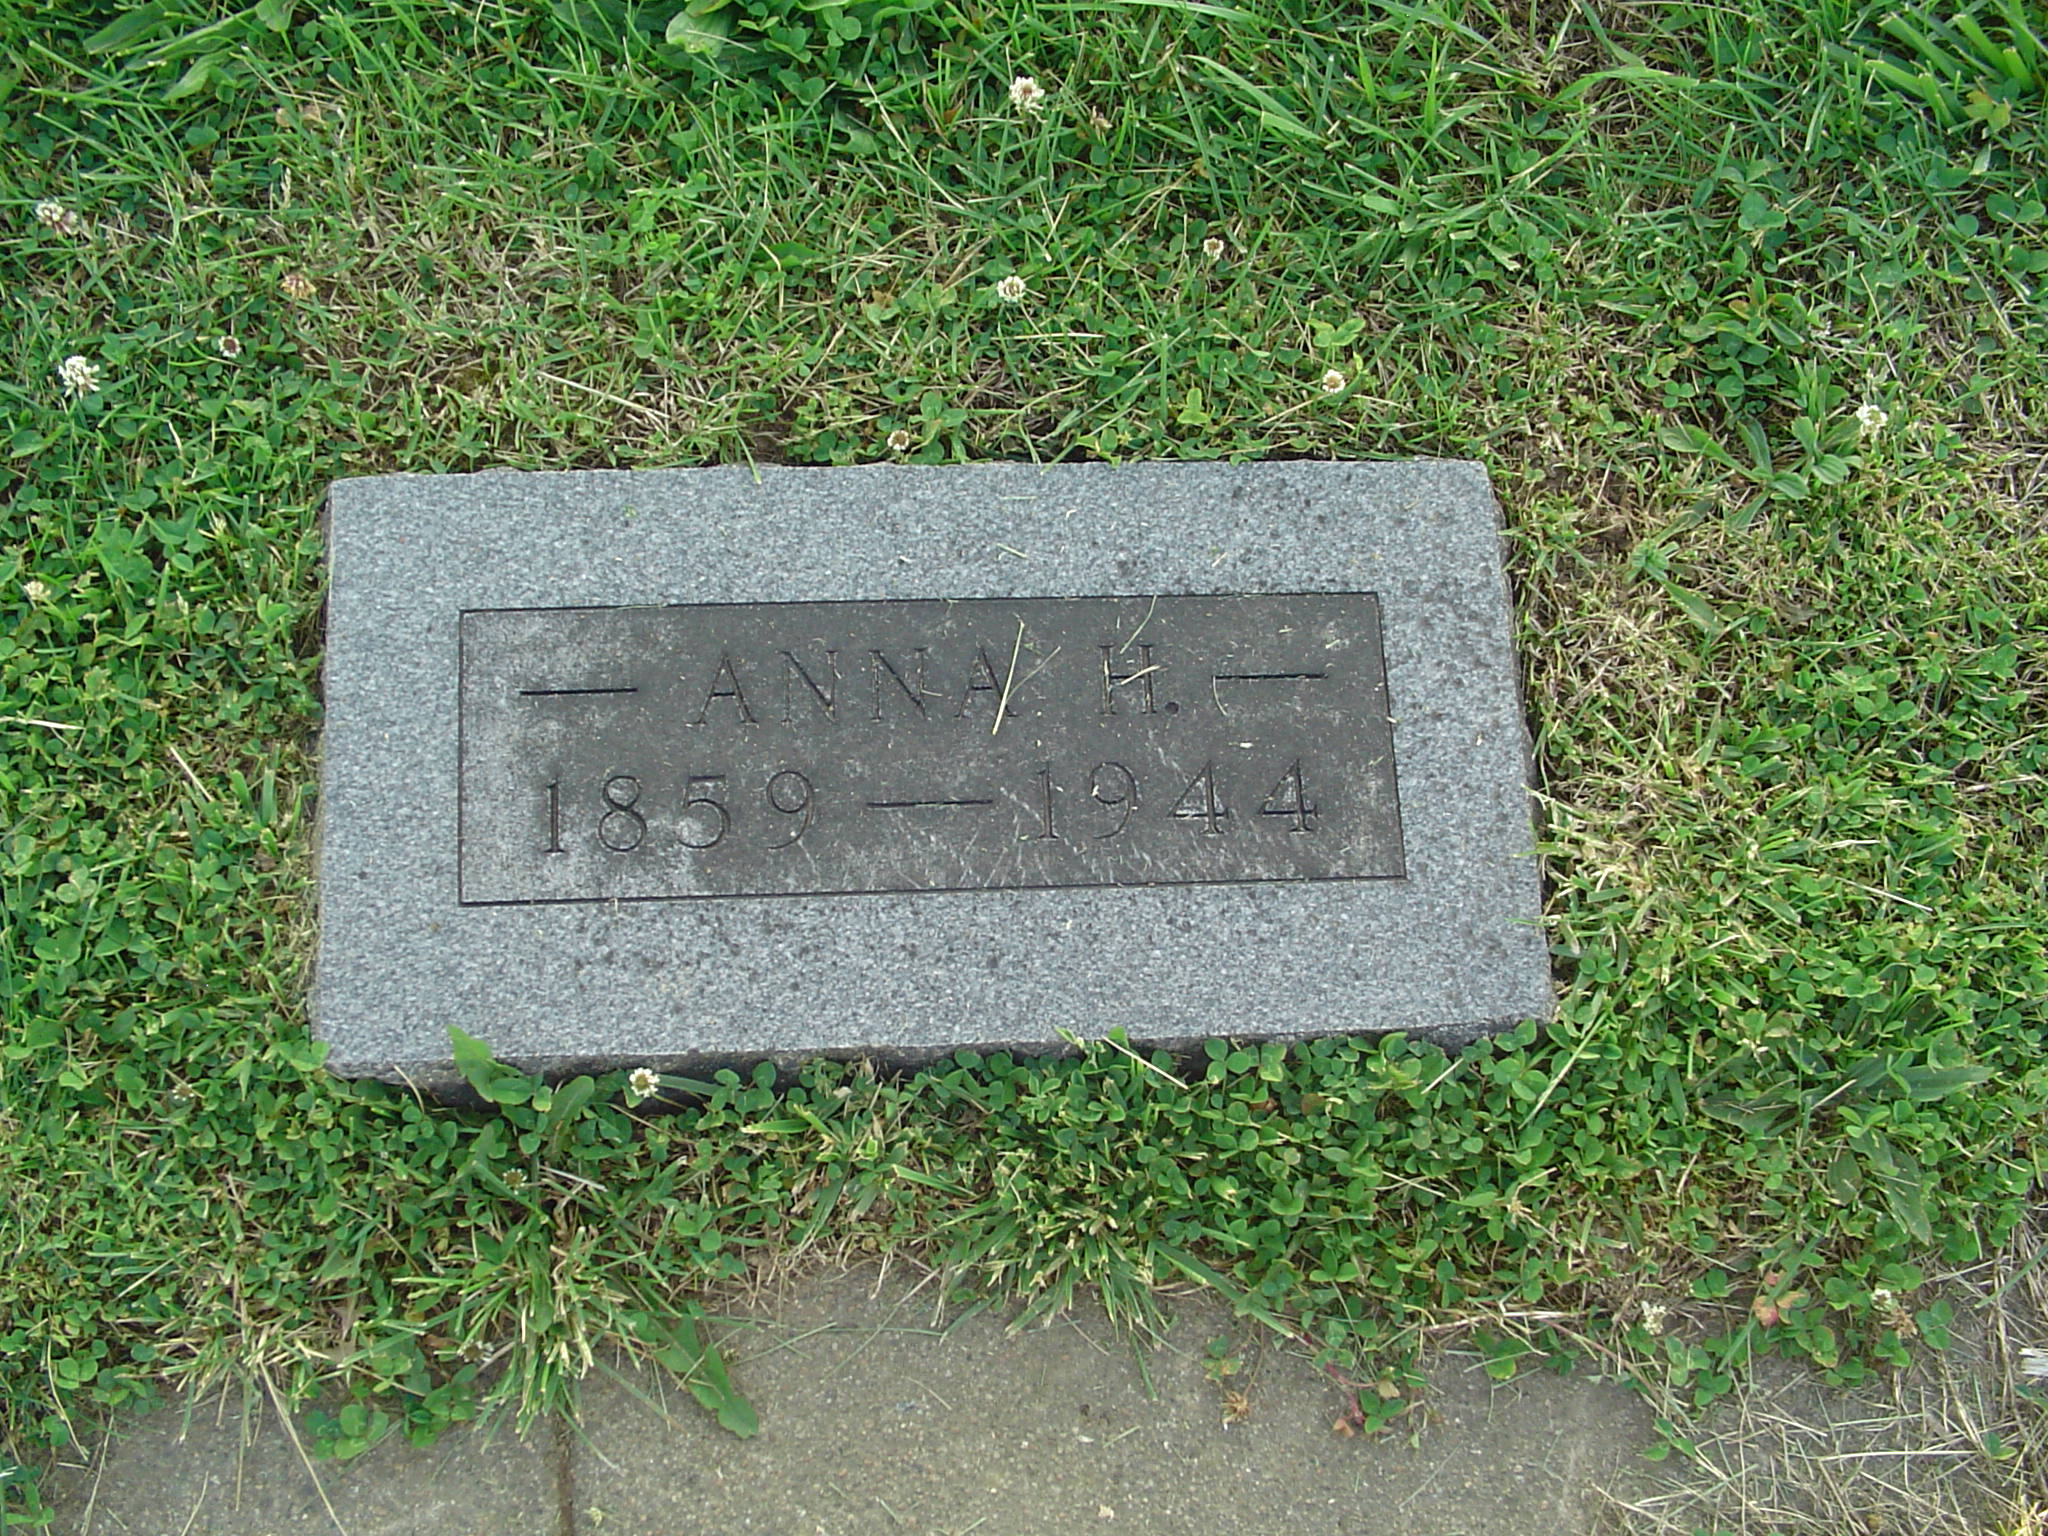 — ANNA H. —
1859 — 1944